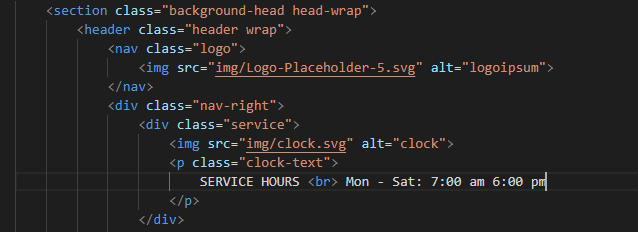 <section class="background-head head-wrap">
<header class="header wrap">
<nav class="logo">
<img src="img/Logo-Placeholder-5.svg" alt="logoipsum">
</nav>
<div class="nav-right">
<div class="service">
<img src="img/clock.svg" alt="clock">
<p class="clock-text">
SERVICE HOURS <br> Mon - Sat: 7:00 am 6:00 pm
</p>
</div>